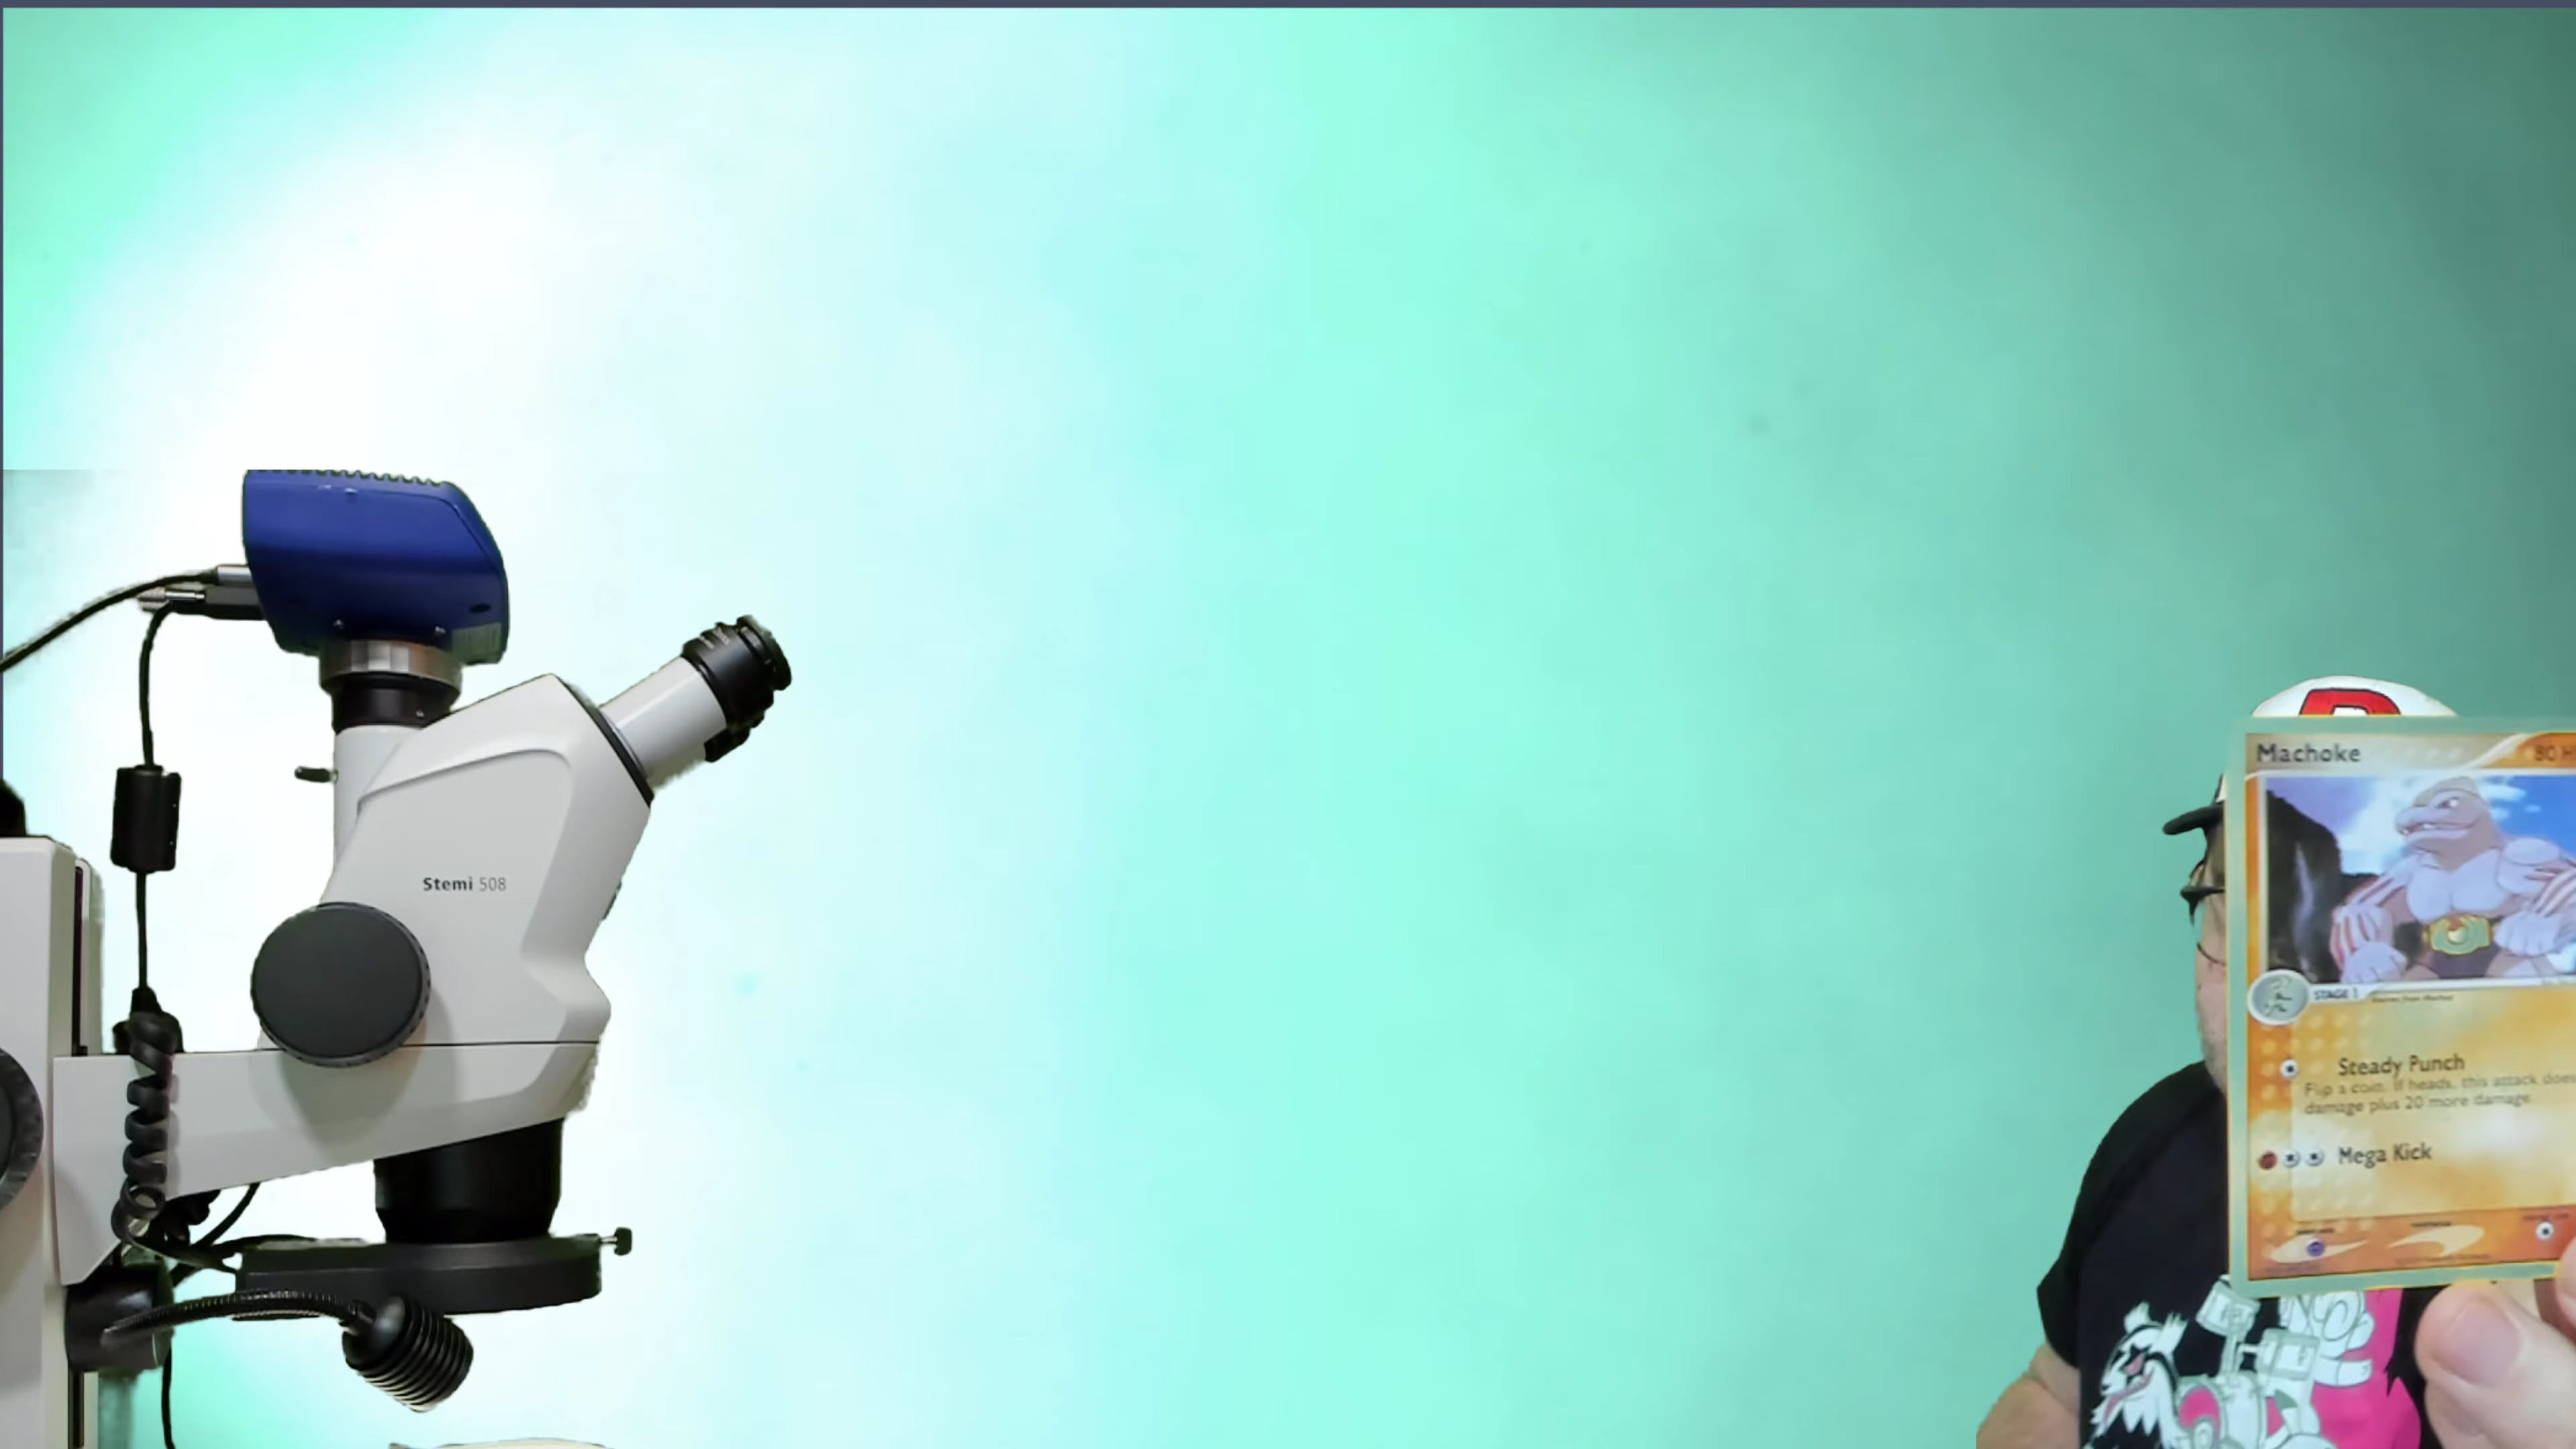 Stemi 508
R
Machoke
80 H
STAGE 1
Steady Punch
Flip a coin. If heads, this attack does
damage plus 20 more damage.
Mega Kick